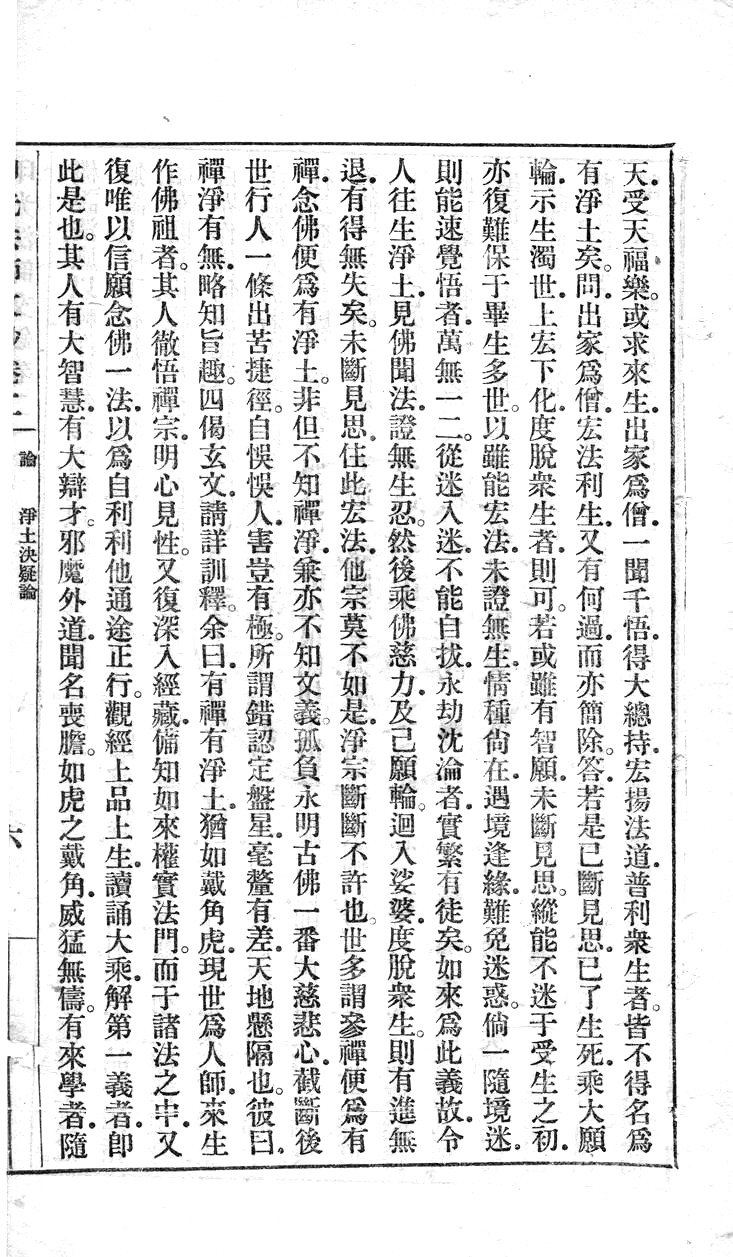 天受天福樂。或求來生出家爲僧一聞千悟得大總持宏揚法道普利衆生者皆不得名爲
有淨土矣。問出家爲僧宏法利生又有何過而亦簡除。答若是已斷見思已了生死乘大願
輪示生濁世上宏下化度脫衆生者則可。若或雖有智願未斷見思。縱能不迷于受生之初
亦復難保于畢生多世。以雖能宏法未證無生情種尙在遇境逢緣難免迷惑。倘一隨境迷
則能速覺悟者萬無一二。從迷入迷不能自拔永劫沈淪者實繁有徒矣。如來爲此義故令
人往生淨土見佛聞法證無生忍。然後乘佛慈力及己願輪。迴入娑婆度脫衆生。則有進無
退有得無失矣。未斷見思住此宏法他宗莫不如是淨宗斷斷不許也。世多謂參禪便爲有
禪念佛便爲有淨土。非但不知禪淨兼亦不知文義。孤負永明古佛一番大慈悲心截斷後
世行人一條出苦捷徑。自悞悞人害豈有極。所謂錯認定盤星毫釐有差天地懸隔也。彼曰
禪淨有無略知旨趣。四偈玄文請詳訓釋。余曰有禪有淨土猶如戴角虎現世爲人師來生
作佛祖者。其人徹悟禪宗明心見性。又復深入經藏備知如來權實法門。而于諸法之中又
復唯以信願念佛一法以爲自利利他通途正行。觀經上品上生讀誦大乘解第一義者卽
此是也。其人有大智慧有大辯才。邪魔外道聞名喪膽。如虎之戴角威猛無儔。有來學者隨
論 淨土決疑論
六